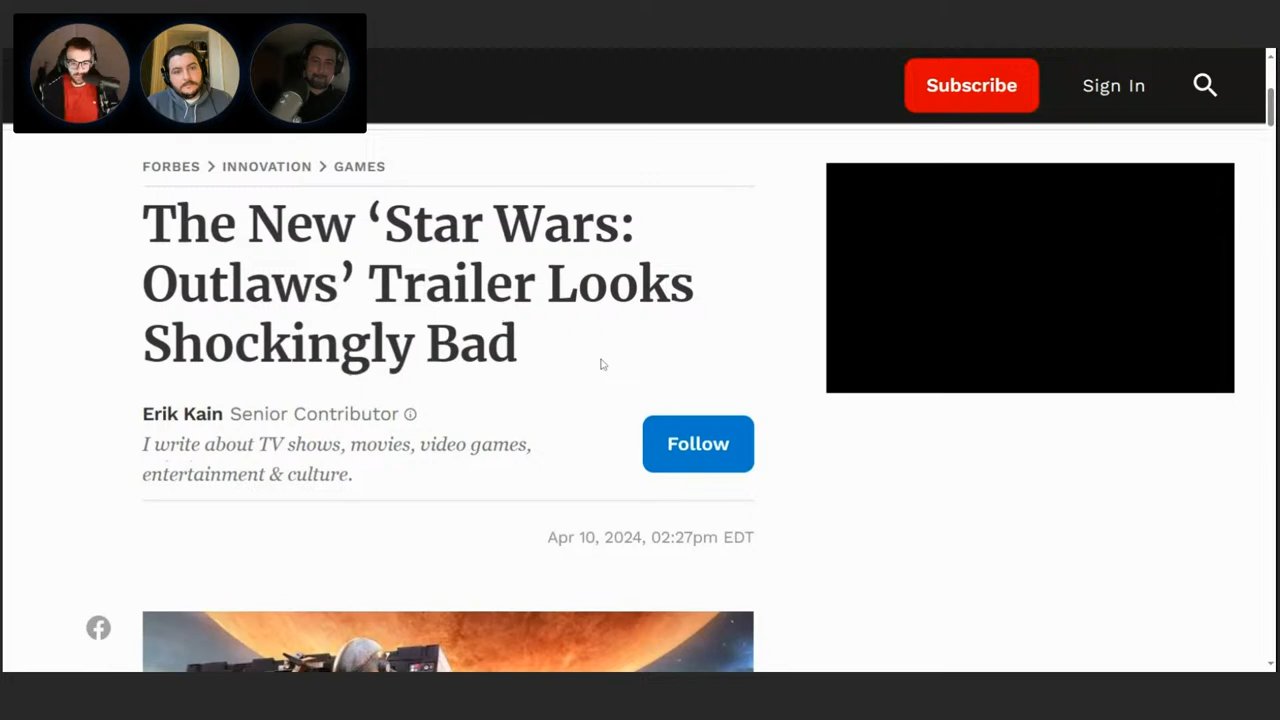 Subscribe
Sign In
FORBES > INNOVATION > GAMES
The New ‘Star Wars:
Outlaws’ Trailer Looks
Shockingly Bad
Erik Kain Senior Contributor
I write about TV shows, movies, video games,
entertainment & culture.
Follow
Apr 10, 2024, 02:27pm EDT